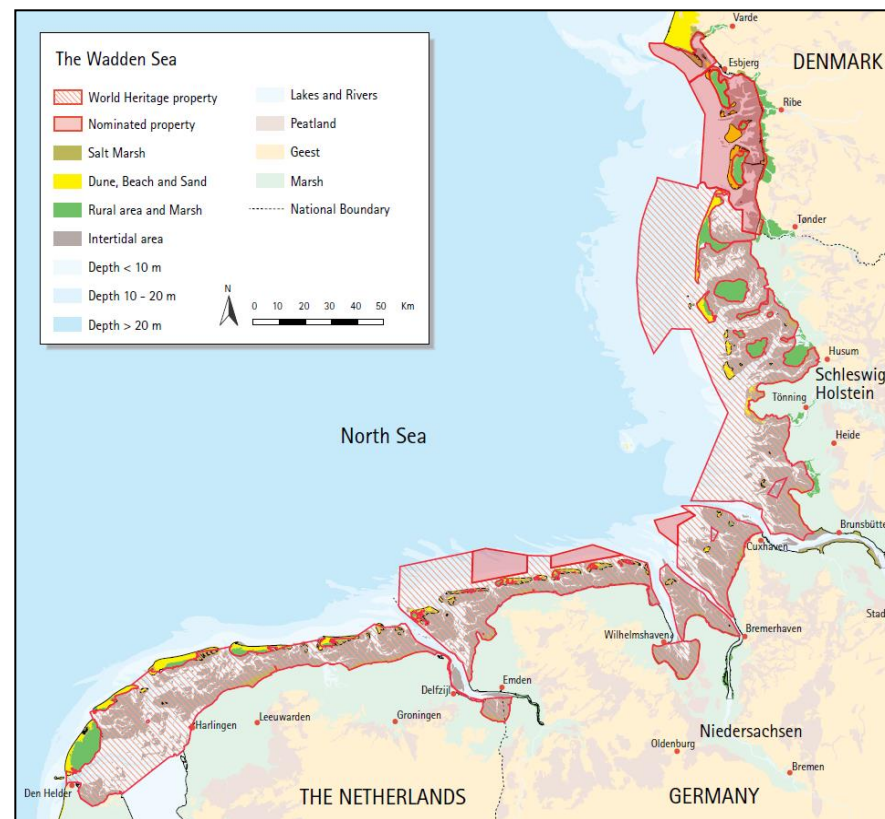 The Wadden Sea
World Heritage property
Nominated property
Salt Marsh
Dune, Beach and Sand
Rural area and Marsh
Intertidal area
Depth < 10 m
Depth 10 - 20 m
Depth > 20 m
Lakes and Rivers
Peatland
Geest
Marsh
National Boundary
N
0 10 20 30 40 50 Km
Varde
Esbjerg
DENMARK
Ribe
Tønder
Husum
Schleswig
Holstein
Tönning
Heide
North Sea
Brunsbütte
Cuxhaven
Stad
Wilhelmshaven
Bremerhaven
Emden
Delfzijl
Harlingen
Leeuwarden
Groningen
Niedersachsen
Oldenburg
Bremen
Den Helder
THE NETHERLANDS
GERMANY